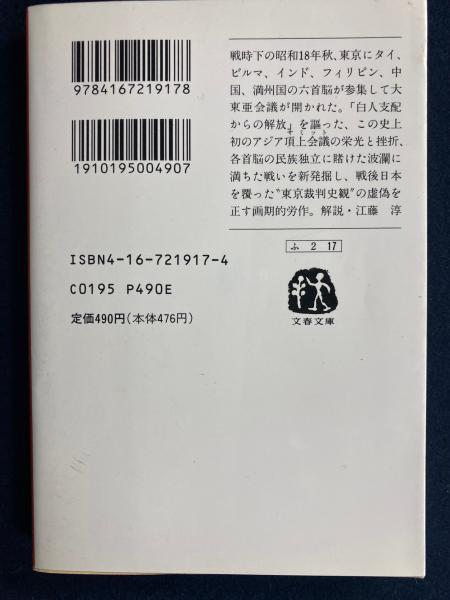 9784167219178
1910195004907
ISBN4-16-721917-4
C0195 P490E
定価490円(本体476円)
戦時下の昭和18年秋、東京にタイ、
ビルマ、インド、フィリピン、中
国、満州国の六首脳が参集して大
東亜会議が開かれた。「白人支配
からの解放」を謳った、この史上
サミット
初のアジア頂上会議の栄光と挫折、
各首脳の民族独立に賭けた波瀾に
満ちた戦いを新発掘し、戦後日本
を覆った“東京裁判史観”の虚偽を
正す画期的労作。解説・江藤 淳
ふ 2 17
文春文庫